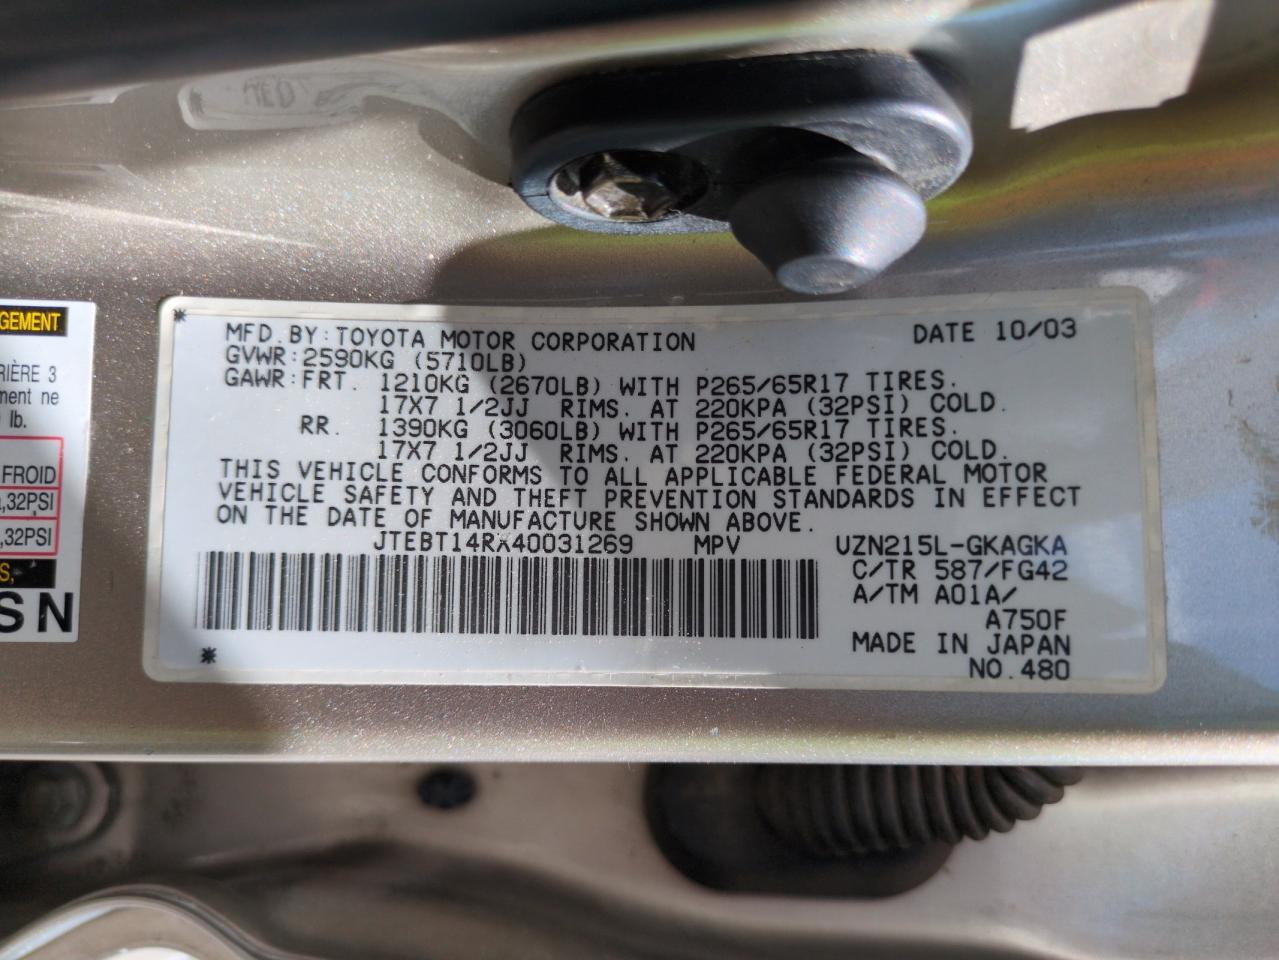 GEMENT
RIÈRE 3
ment ne
lb.
FROID
,32PSI
,32PSI
S,
SN
MFD.BY:TOYOTA MOTOR CORPORATION DATE 10/03
GVWR:2590KG (5710LB)
GAWR:FRT. 1210KG (2670LB) WITH P265/65R17 TIRES.
17X7 1/2JJ RIMS. AT 220KPA (32PSI) COLD.
RR. 1390KG (3060LB) WITH P265/65R17 TIRES.
17X7 1/2JJ RIMS. AT 220KPA (32PSI) COLD.
THIS VEHICLE CONFORMS TO ALL APPLICABLE FEDERAL MOTOR
VEHICLE SAFETY AND THEFT PREVENTION STANDARDS IN EFFECT
ON THE DATE OF MANUFACTURE SHOWN ABOVE.
JTEBT14RX40031269 MPV UZN215L-GKAGKA
C/TR 587/FG42
A/TM A01A/
A750F
MADE IN JAPAN
NO.480